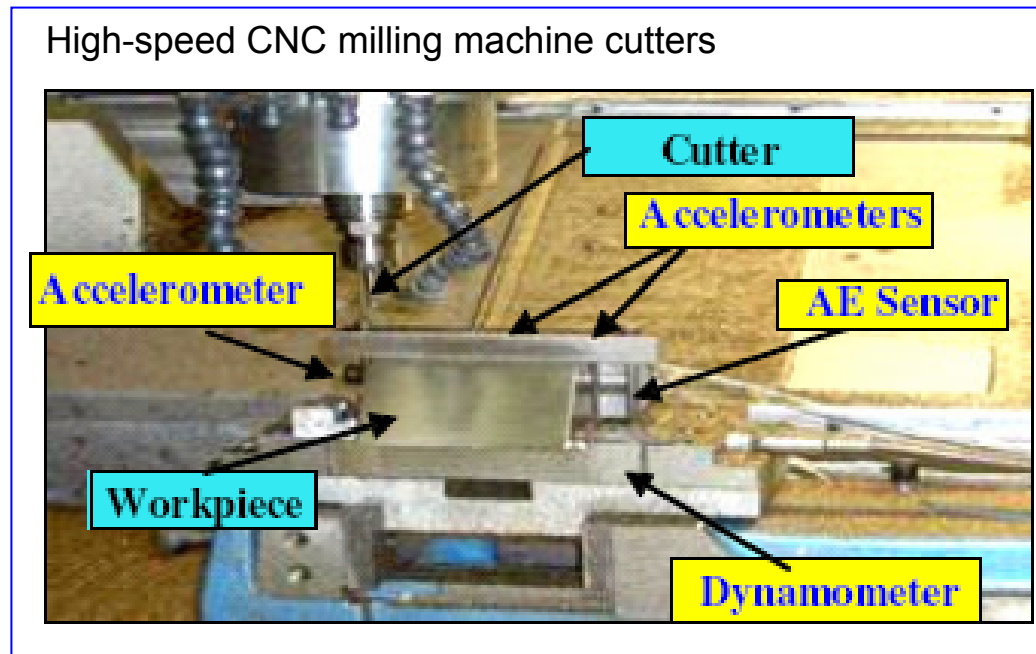 High-speed CNC milling machine cutters
Cutter
Accelerometers
Accelerometer
AE Sensor
Workpiece
Dynamometer